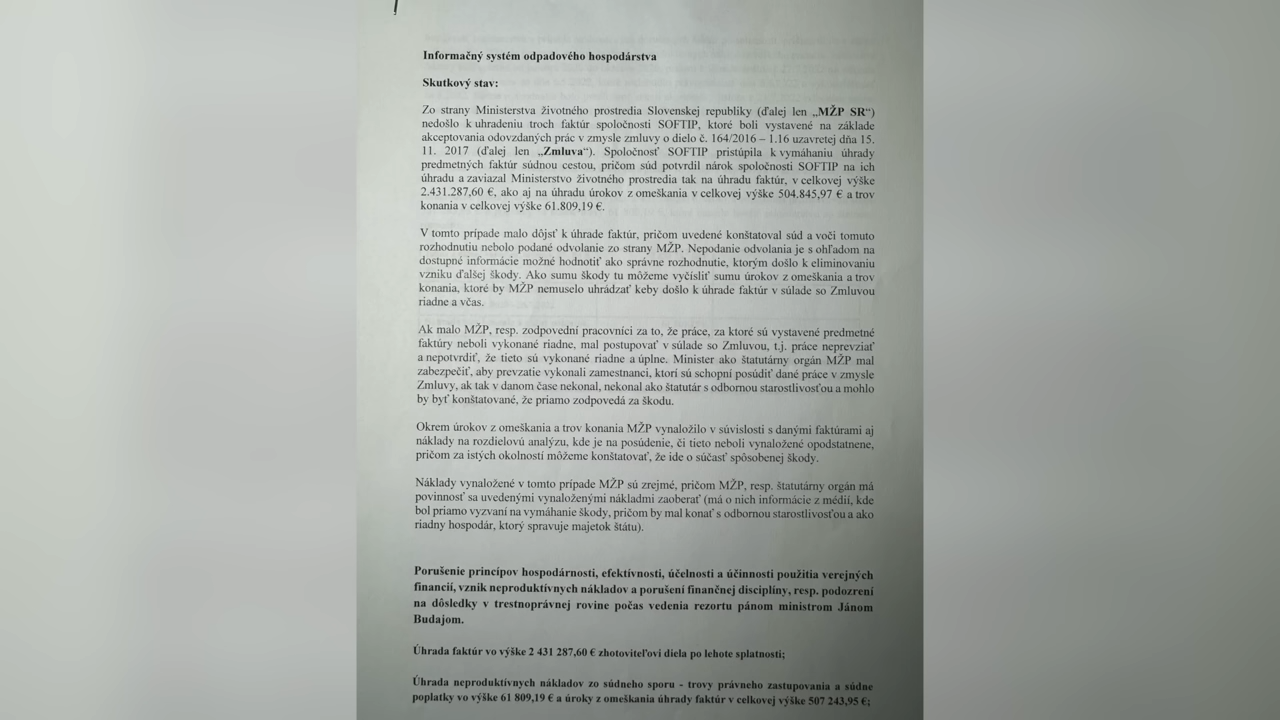 Informačný systém odpadového hospodárstva
Skutkový stav:
Zo strany Ministerstva životného prostredia Slovenskej republiky (ďalej len „MŽP SR“)
nedošlo k uhradeniu troch faktúr spoločnosti SOFTIP, ktoré boli vystavené na základe
akceptovania odovzdaných prác v zmysle zmluvy o dielo č. 164/2016 – 1.16 uzavretej dňa 15.
11. 2017 (ďalej len „Zmluva“). Spoločnosť SOFTIP pristúpila k vymáhaniu úhrady
predmetných faktúr súdnou cestou, pričom súd potvrdil nárok spoločnosti SOFTIP na ich
úhradu a zaviazal Ministerstvo životného prostredia tak na úhradu faktúr, v celkovej výške
2.431.287,60 €, ako aj na úhradu úrokov z omeškania v celkovej výške 504.845,97 € a trov
konania v celkovej výške 61.809,19 €.
V tomto prípade malo dôjsť k úhrade faktúr, pričom uvedené konštatoval súd a voči tomuto
rozhodnutiu nebolo podané odvolanie zo strany MŽP. Nepodanie odvolania je s ohľadom na
dostupné informácie možné hodnotiť ako správne rozhodnutie, ktorým došlo k eliminovaniu
vzniku ďalšej škody. Ako sumu škody tu môžeme vyčísliť sumu úrokov z omeškania a trov
konania, ktoré by MŽP nemuselo uhrádzať keby došlo k úhrade faktúr v súlade so Zmluvou
riadne a včas.
Ak malo MŽP, resp. zodpovední pracovníci za to, že práce, za ktoré sú vystavené predmetné
faktúry neboli vykonané riadne, mal postupovať v súlade so Zmluvou, t.j. práce neprevziať
a nepotvrdiť, že tieto sú vykonané riadne a úplne. Minister ako štatutárny orgán MŽP mal
zabezpečiť, aby prevzatie vykonali zamestnanci, ktorí sú schopní posúdiť dané práce v zmysle
Zmluvy, ak tak v danom čase nekonal, nekonal ako štatutár s odbornou starostlivosťou a mohlo
by byť konštatované, že priamo zodpovedá za škodu.
Okrem úrokov z omeškania a trov konania MŽP vynaložilo v súvislosti s danými faktúrami aj
náklady na rozdielovú analýzu, kde je na posúdenie, či tieto neboli vynaložené opodstatnene,
pričom za istých okolností môžeme konštatovať, že ide o súčasť spôsobenej škody.
Náklady vynaložené v tomto prípade MŽP sú zrejmé, pričom MŽP, resp. štatutárny orgán má
povinnosť sa uvedenými vynaloženými nákladmi zaoberať (má o nich informácie z médií, kde
bol priamo vyzvaní na vymáhanie škody, pričom by mal konať s odbornou starostlivosťou a ako
riadny hospodár, ktorý spravuje majetok štátu).
Porušenie princípov hospodárnosti, efektívnosti, účelnosti a účinnosti použitia verejných
financií, vznik neproduktívnych nákladov a porušení finančnej disciplíny, resp. podozrení
na dôsledky v trestnoprávnej rovine počas vedenia rezortu pánom ministrom Jánom
Budajom.
Úhrada faktúr vo výške 2 431 287,60 € zhotoviteľovi diela po lehote splatnosti;
Úhrada neproduktívnych nákladov zo súdneho sporu - trovy právneho zastupovania a súdne
poplatky vo výške 61 809,19 € a úroky z omeškania úhrady faktúr v celkovej výške 507 243,95 €;